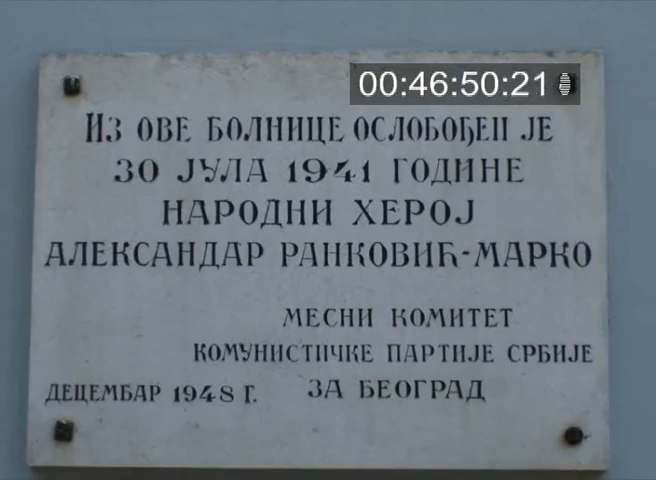 00:46:50:21
ИЗ ОВЕ БОЛНИЦЕ ОСЛОБОЂЕН ЈЕ
30 ЈУЛА 1941 ГОДИНЕ
НАРОДНИ ХЕРОЈ
АЛЕКСАНДАР РАНКОВИЋ-МАРКО
МЕСНИ КОМИТЕТ
КОМУНИСТИЧКЕ ПАРТИЈЕ СРБИЈЕ
ЗА БЕОГРАД
ДЕЦЕМБАР 1948 Г.